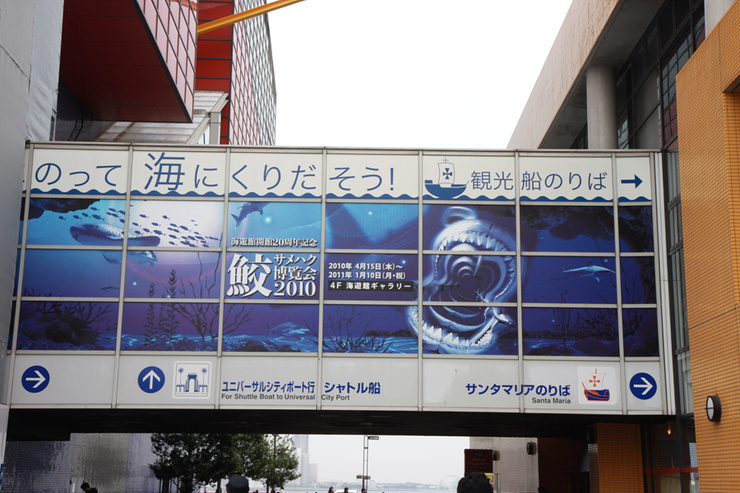 のって海にくりだそう!
観光船のりば →
海遊館開館20周年記念
鮫 サメハク
博覧会
2010
2010年 4月15日(木)〜
2011年 1月10日(月・祝)
4F 海遊館ギャラリー
ユニバーサルシティポート行 シャトル船
For Shuttle Boat to Universal City Port
サンタマリアのりば
Santa Maria